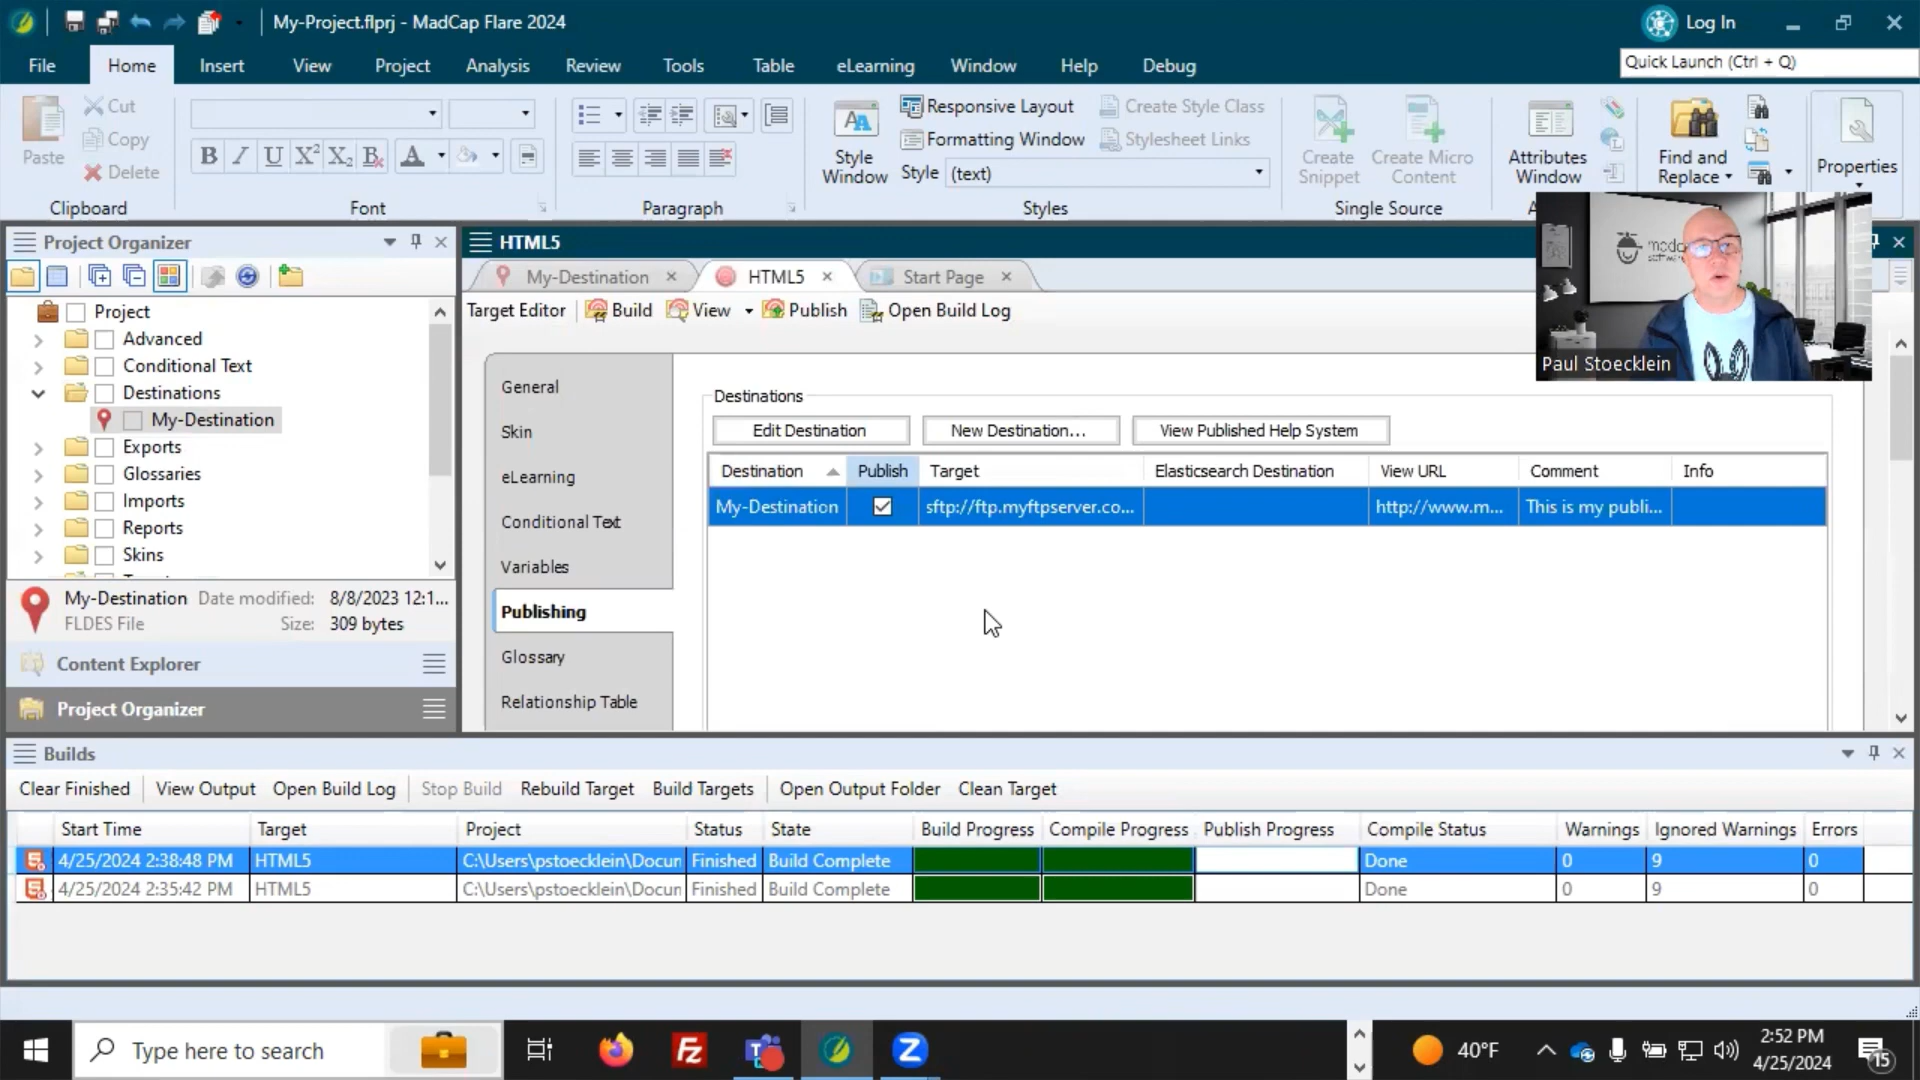 My-Project.flprj - MadCap Flare 2024
Log In
File Home Insert View Project Analysis Review Tools Table eLearning Window Help Debug
Quick Launch (Ctrl + Q)
Paste
Cut
Copy
Delete
Clipboard
Font
Paragraph
Style Window
Responsive Layout
Formatting Window
Create Style Class
Stylesheet Links
Style (text)
Styles
Create Snippet
Create Micro Content
Single Source
Attributes Window
Find and Replace
Properties
Project Organizer
Project
Advanced
Conditional Text
Destinations
My-Destination
Exports
Glossaries
Imports
Reports
Skins
My-Destination Date modified: 8/8/2023 12:1...
FLDES File Size: 309 bytes
Content Explorer
Project Organizer
HTML5
My-Destination HTML5 Start Page
Target Editor Build View Publish Open Build Log
General
Skin
eLearning
Conditional Text
Variables
Publishing
Glossary
Relationship Table
Destinations
Edit Destination New Destination... View Published Help System
Destination Publish Target Elasticsearch Destination View URL Comment Info
My-Destination sftp://ftp.myftpserver.co... http://www.m... This is my publi...
Paul Stoecklein
Builds
Clear Finished View Output Open Build Log Stop Build Rebuild Target Build Targets Open Output Folder Clean Target
Start Time Target Project Status State Build Progress Compile Progress Publish Progress Compile Status Warnings Ignored Warnings Errors
4/25/2024 2:38:48 PM HTML5 C:\Users\pstoecklein\Docun Finished Build Complete Done 0 9 0
4/25/2024 2:35:42 PM HTML5 C:\Users\pstoecklein\Docun Finished Build Complete Done 0 9 0
Type here to search
40°F
2:52 PM
4/25/2024
15